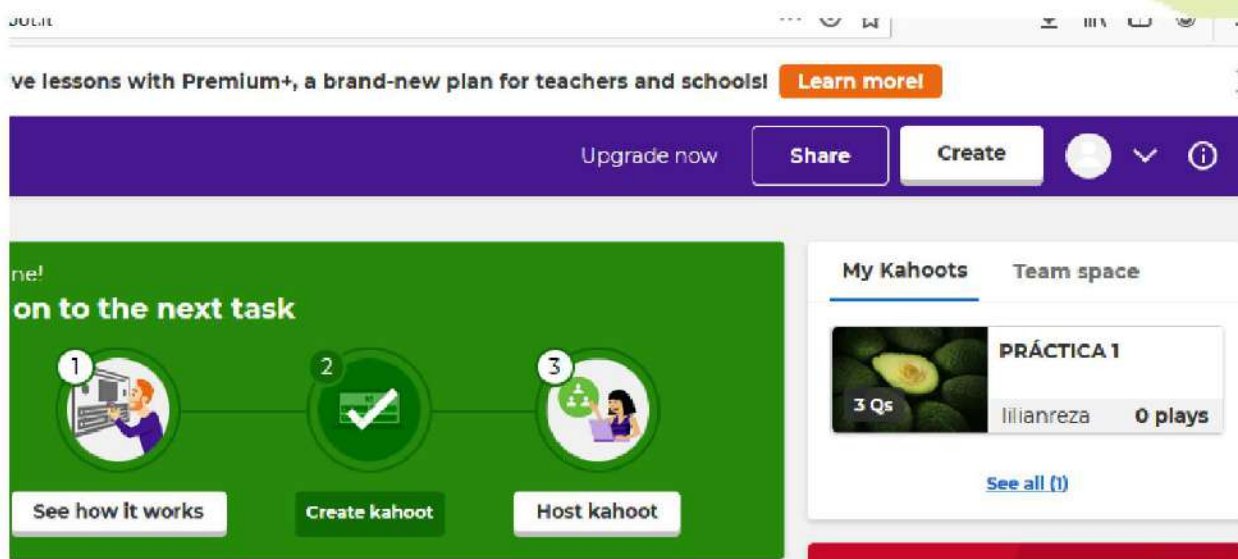 ve lessons with Premium+, a brand-new plan for teachers and schools! Learn more!
Upgrade now Share Create
ne!
on to the next task
1 2 3
See how it works Create kahoot Host kahoot
My Kahoots Team space
PRÁCTICA 1
3 Qs
lilianreza 0 plays
See all (1)